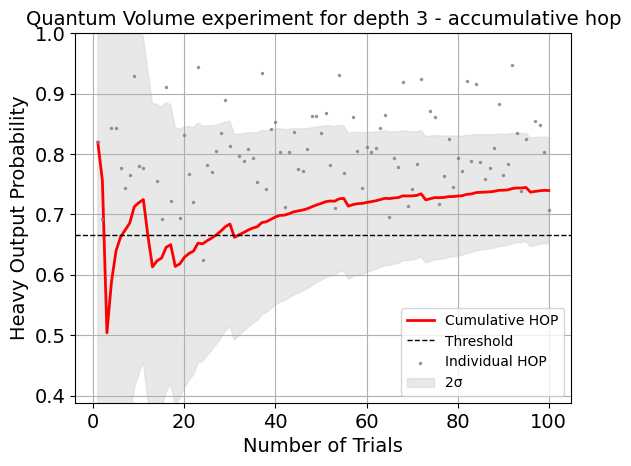 Quantum Volume experiment for depth 3 - accumulative hop
Heavy Output Probability
1.0
0.9
0.8
0.7
0.6
0.5
0.4
Cumulative HOP
Threshold
Individual HOP
2σ
0
20
40
60
80
100
Number of Trials